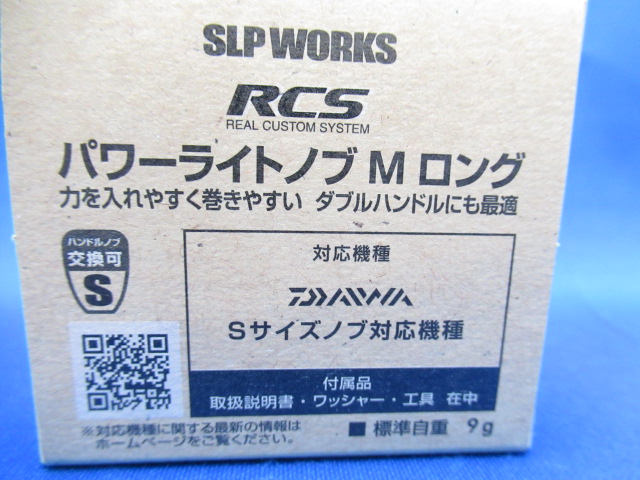 SLP WORKS
RCS
REAL CUSTOM SYSTEM
パワーライトノブ M ロング
力を入れやすく巻きやすい ダブルハンドルにも最適
ハンドルノブ
交換可
S
対応機種
DAIWA
Sサイズノブ対応機種
付属品
取扱説明書・ワッシャー・工具 在中
※対応機種に関する最新の情報は
ホームページをご覧ください。
■ 標準自重 9g